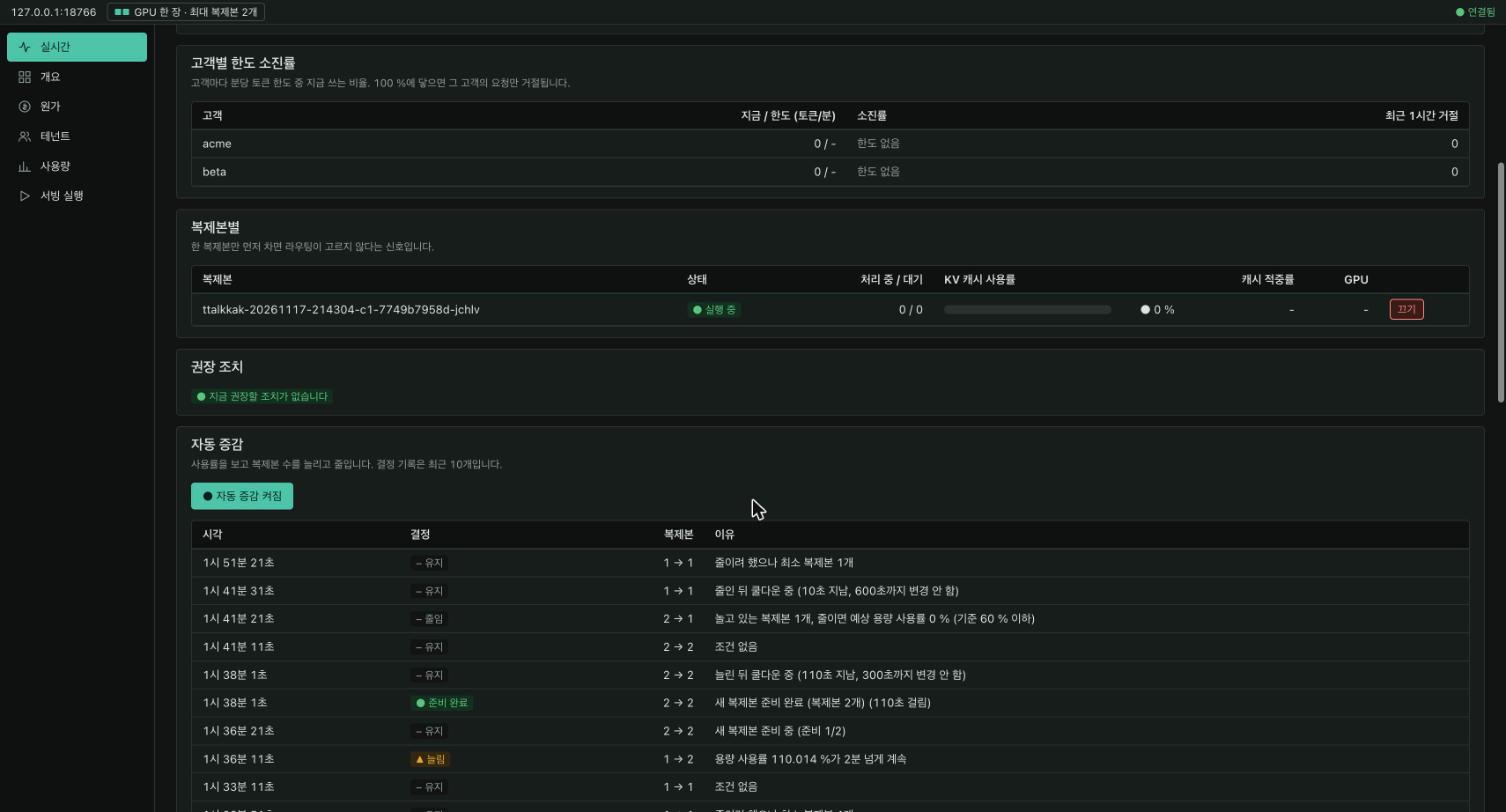 127.0.0.1:18766 GPU 한 장 · 최대 복제본 2개 연결됨
실시간
개요
원가
테넌트
사용량
서빙 실행
고객별 한도 소진률
고객마다 분당 토큰 한도 중 지금 쓰는 비율. 100 %에 닿으면 그 고객의 요청만 거절됩니다.
고객 지금 / 한도 (토큰/분) 소진률 최근 1시간 거절
acme 0 / - 한도 없음 0
beta 0 / - 한도 없음 0
복제본별
한 복제본만 먼저 차면 라우팅이 고르지 않다는 신호입니다.
복제본 상태 처리 중 / 대기 KV 캐시 사용률 캐시 적중률 GPU
ttalkkak-20261117-214304-c1-7749b7958d-jchlv 실행 중 0 / 0 0 % - - 끄기
권장 조치
지금 권장할 조치가 없습니다
자동 증감
사용률을 보고 복제본 수를 늘리고 줄입니다. 결정 기록은 최근 10개입니다.
자동 증감 켜짐
시각 결정 복제본 이유
1시 51분 21초 – 유지 1 → 1 줄이려 했으나 최소 복제본 1개
1시 41분 31초 – 유지 1 → 1 줄인 뒤 쿨다운 중 (10초 지남, 600초까지 변경 안 함)
1시 41분 21초 – 줄임 2 → 1 놀고 있는 복제본 1개, 줄이면 예상 용량 사용률 0 % (기준 60 % 이하)
1시 41분 11초 – 유지 2 → 2 조건 없음
1시 38분 1초 – 유지 2 → 2 늘린 뒤 쿨다운 중 (110초 지남, 300초까지 변경 안 함)
1시 38분 1초 준비 완료 2 → 2 새 복제본 준비 완료 (복제본 2개) (110초 걸림)
1시 36분 21초 – 유지 2 → 2 새 복제본 준비 중 (준비 1/2)
1시 36분 11초 ▲ 늘림 1 → 2 용량 사용률 110.014 %가 2분 넘게 계속
1시 33분 11초 – 유지 1 → 1 조건 없음